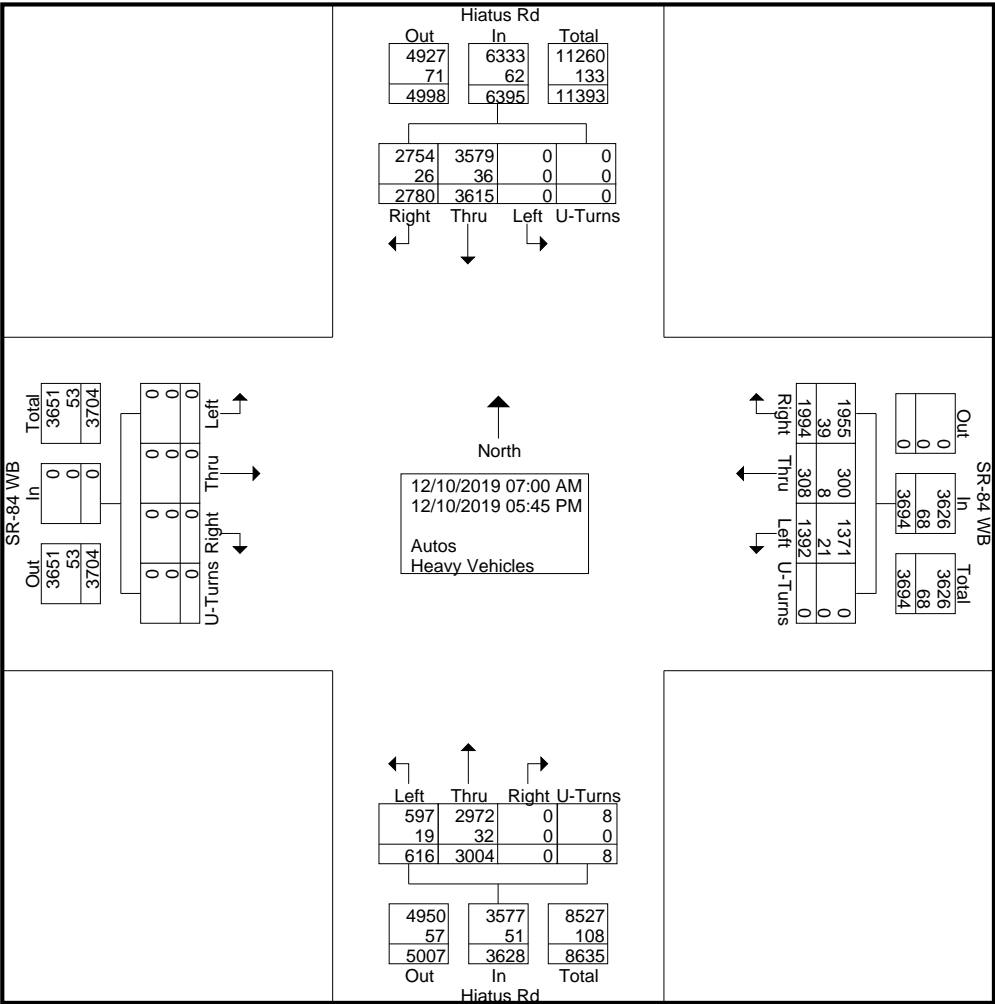 Hiatus Rd
Out In Total
4927 6333 11260
71 62 133
4998 6395 11393
2754 3579 0 0
26 36 0 0
2780 3615 0 0
Right Thru Left U-Turns
SR-84 WB
Total In Out
3651 0 3651
53 0 53
3704 0 3704
0 0 0 0
0 0 0 0
0 0 0 0
Left Thru Right U-Turns
North
12/10/2019 07:00 AM
12/10/2019 05:45 PM
Autos
Heavy Vehicles
SR-84 WB
Out In Total
0 3626 3626
0 68 68
0 3694 3694
1955 300 1371 0
39 8 21 0
1994 308 1392 0
Right Thru Left U-Turns
Left Thru Right U-Turns
597 2972 0 8
19 32 0 0
616 3004 0 8
4950 3577 8527
57 51 108
5007 3628 8635
Out In Total
Hiatus Rd